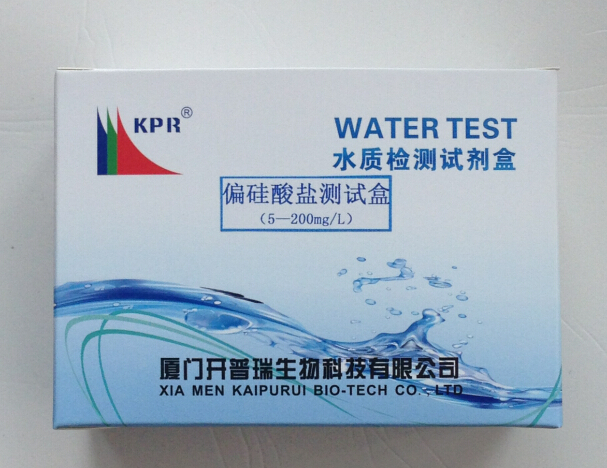 KPR®
WATER TEST
水质检测试剂盒
偏硅酸盐测试盒
(5—200mg/L)
厦门开普瑞生物科技有限公司
XIA MEN KAIPURUI BIO-TECH CO.,LTD